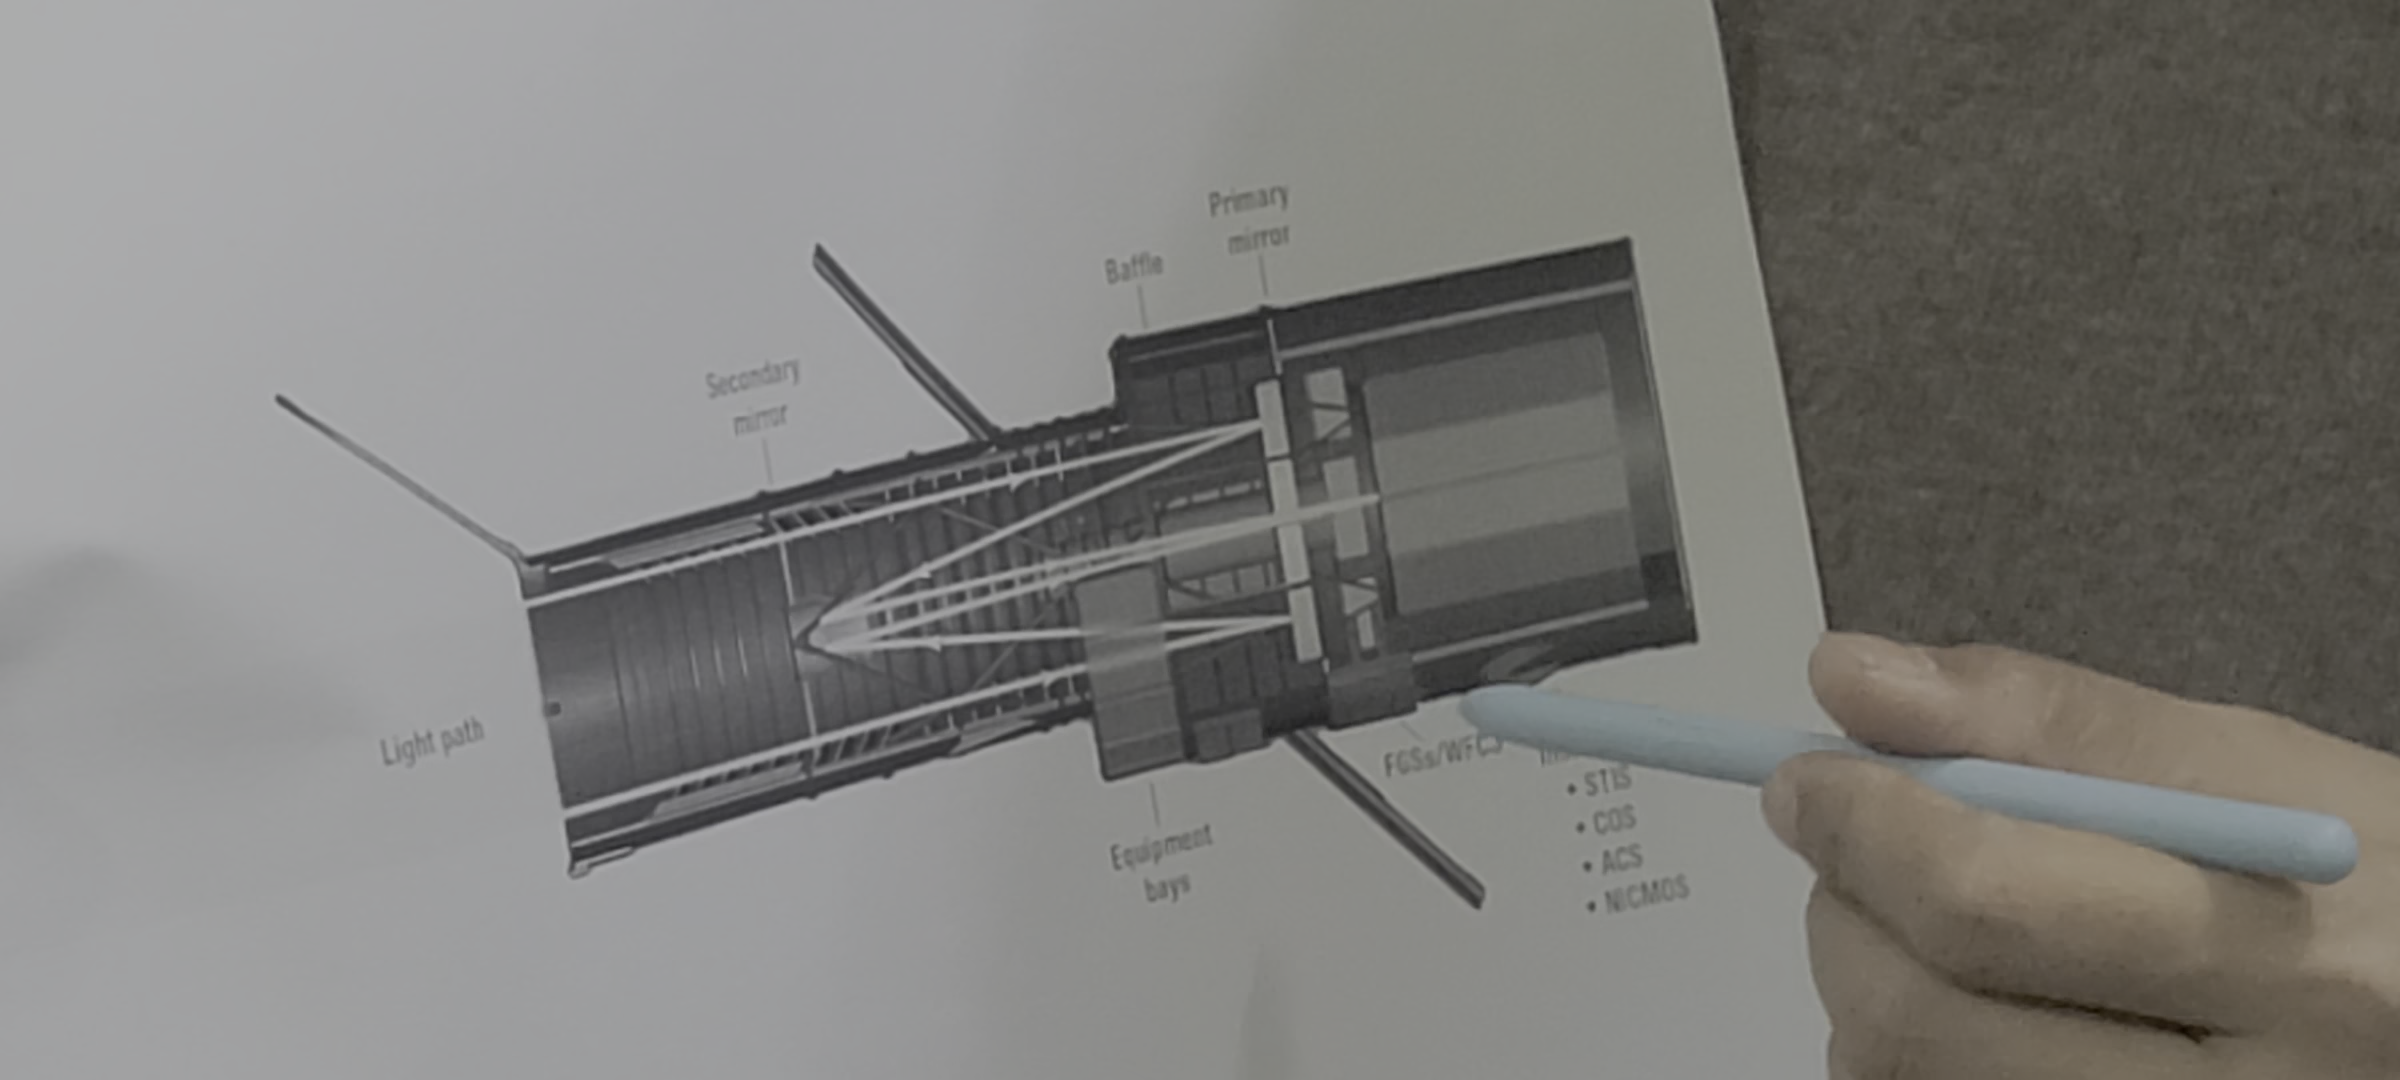 Primary
mirror
Baffle
Secondary
mirror
Light path
Equipment
bays
FGSs/WFC3
• STIS
• COS
• ACS
• NICMOS